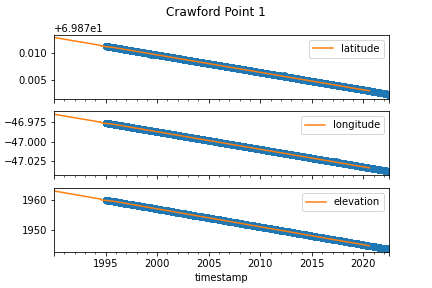 Crawford Point 1
+6.987e1
0.010
0.005
latitude
−46.975
−47.000
−47.025
longitude
1960
1950
elevation
1995 2000 2005 2010 2015 2020
timestamp